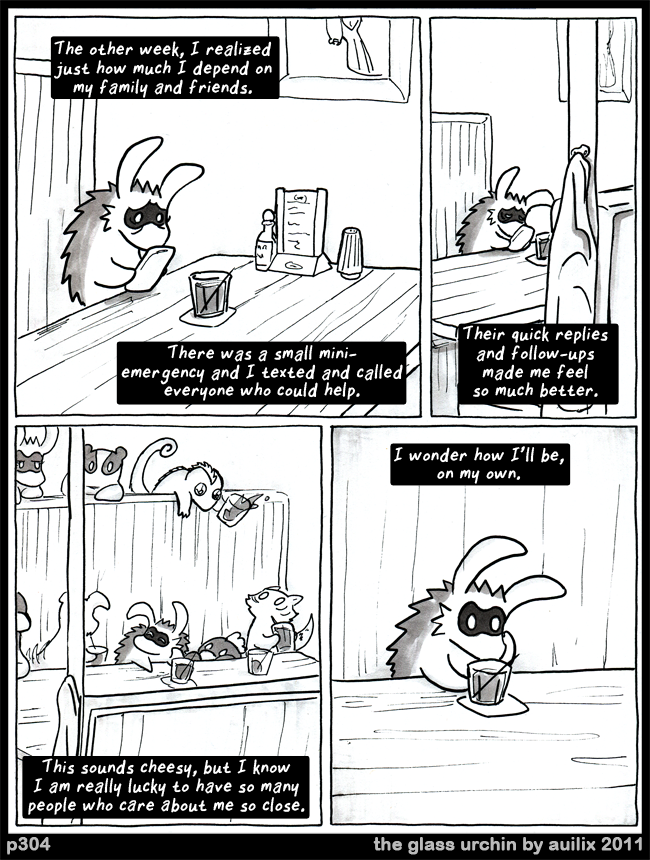 The other week, I realized
just how much I depend on
my family and friends.
There was a small mini-
emergency and I texted and called
everyone who could help.
Their quick replies
and follow-ups
made me feel
so much better.
This sounds cheesy, but I know
I am really lucky to have so many
people who care about me so close.
I wonder how I'll be,
on my own.
p304
the glass urchin by auilix 2011